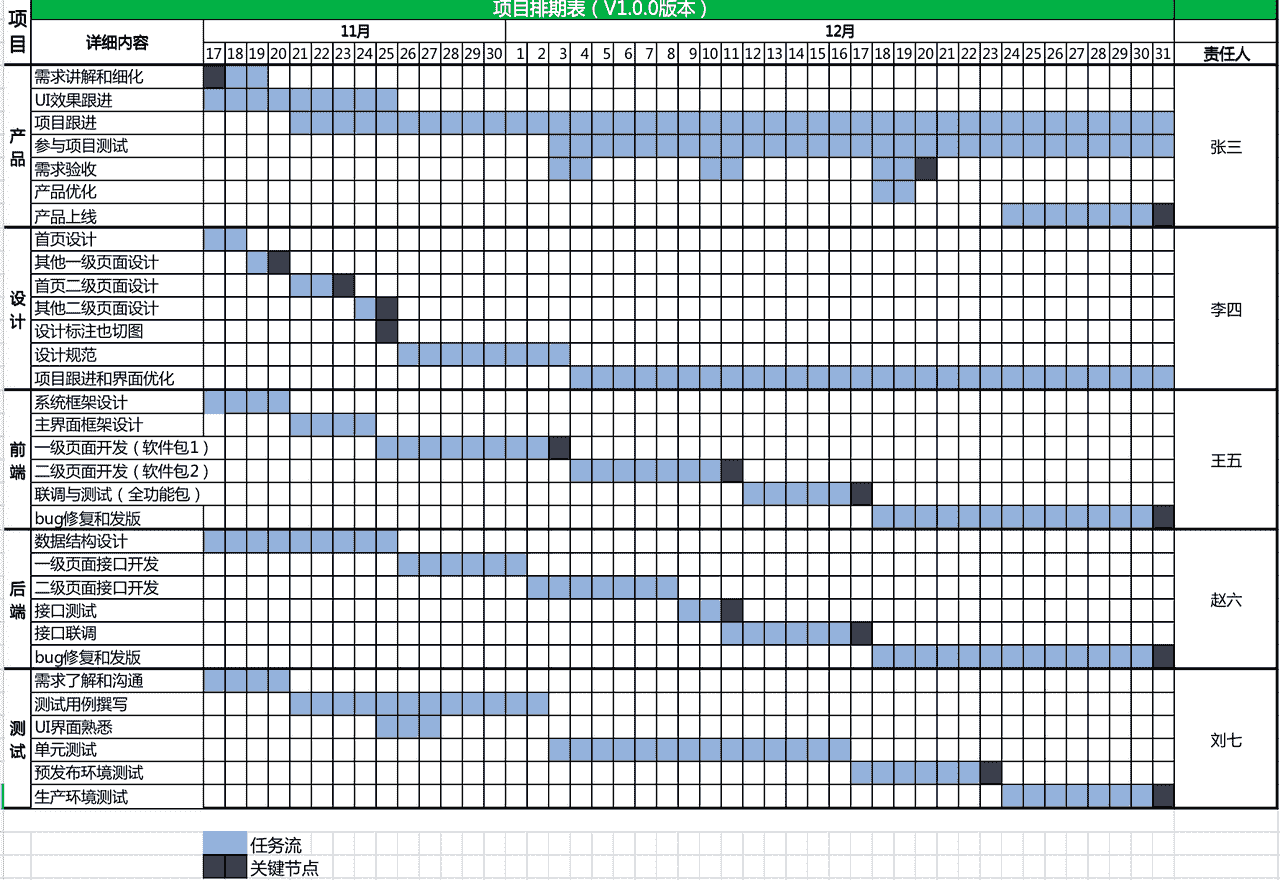 项目排期表（V1.0.0版本）
项目
详细内容
11月
12月
17 18 19 20 21 22 23 24 25 26 27 28 29 30 1 2 3 4 5 6 7 8 9 10 11 12 13 14 15 16 17 18 19 20 21 22 23 24 25 26 27 28 29 30 31
责任人
产品
需求讲解和细化
UI效果跟进
项目跟进
参与项目测试
需求验收
产品优化
产品上线
张三
设计
首页设计
其他一级页面设计
首页二级页面设计
其他二级页面设计
设计标注也切图
设计规范
项目跟进和界面优化
李四
前端
系统框架设计
主界面框架设计
一级页面开发（软件包1）
二级页面开发（软件包2）
联调与测试（全功能包）
bug修复和发版
王五
后端
数据结构设计
一级页面接口开发
二级页面接口开发
接口测试
接口联调
bug修复和发版
赵六
测试
需求了解和沟通
测试用例撰写
UI界面熟悉
单元测试
预发布环境测试
生产环境测试
刘七
任务流
关键节点